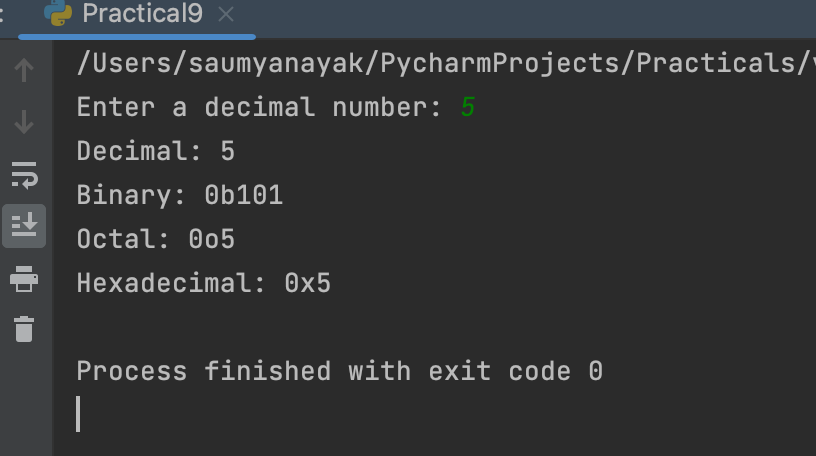 Practical9
/Users/saumyanayak/PycharmProjects/Practicals/
Enter a decimal number: 5
Decimal: 5
Binary: 0b101
Octal: 0o5
Hexadecimal: 0x5
Process finished with exit code 0